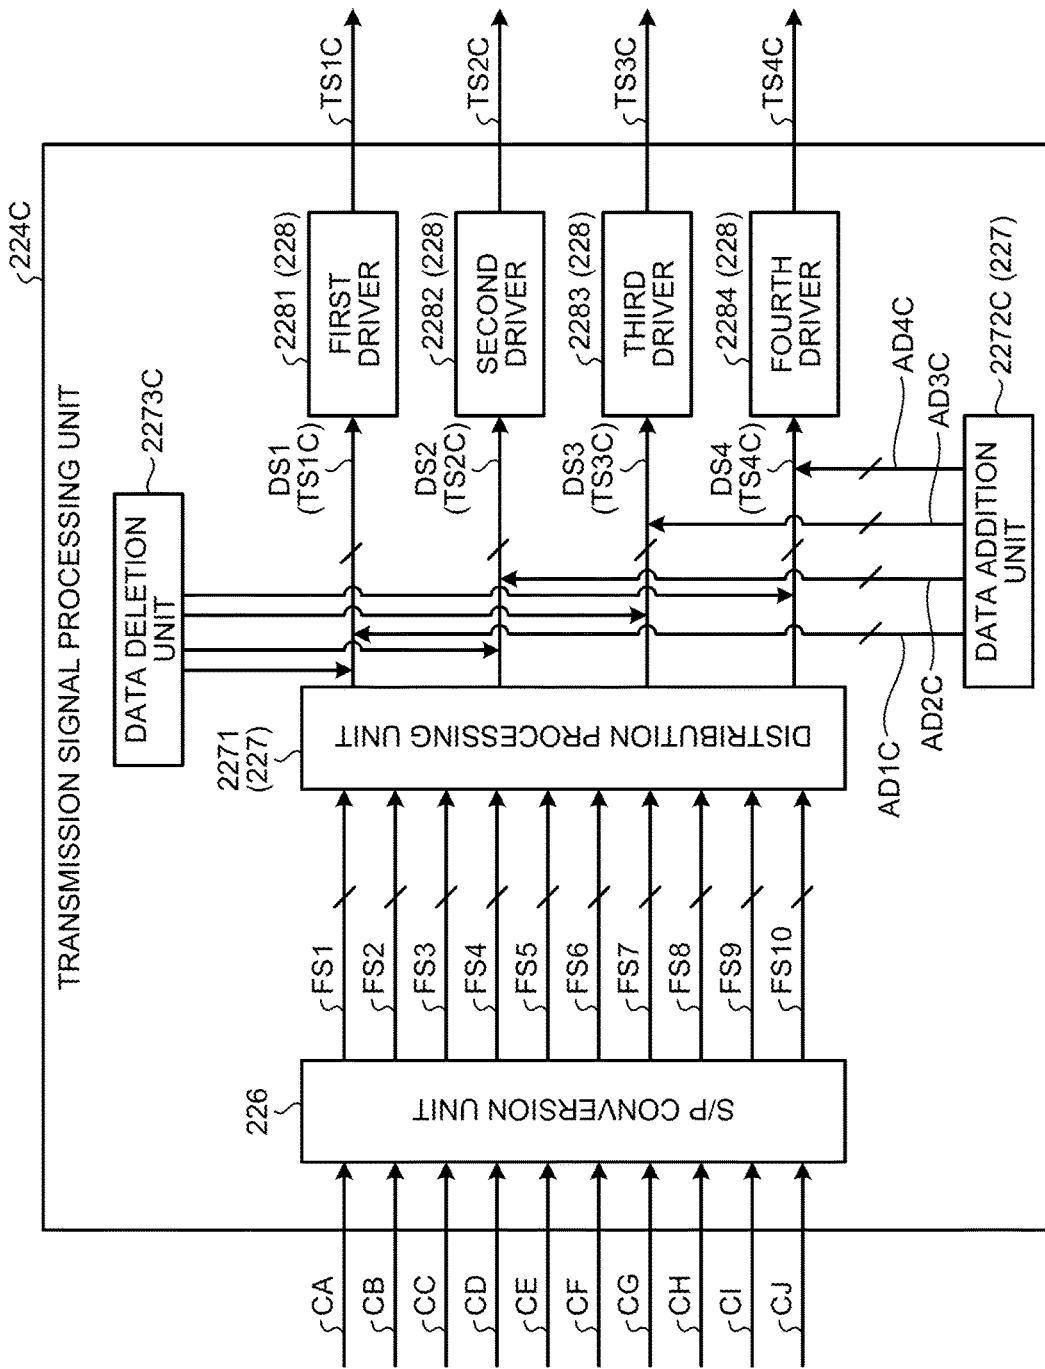 224C
TRANSMISSION SIGNAL PROCESSING UNIT
2273C
DATA DELETION
UNIT
CA
CB
CC
CD
CE
CF
CG
CH
CI
CJ
226
S/P CONVERSION UNIT
FS1
FS2
FS3
FS4
FS5
FS6
FS7
FS8
FS9
FS10
2271
(227)
DISTRIBUTION PROCESSING UNIT
DS1
(TS1C)
DS2
(TS2C)
DS3
(TS3C)
DS4
(TS4C)
2281 (228)
FIRST
DRIVER
2282 (228)
SECOND
DRIVER
2283 (228)
THIRD
DRIVER
2284 (228)
FOURTH
DRIVER
TS1C
TS2C
TS3C
TS4C
AD1C
AD2C
AD3C
AD4C
2272C (227)
DATA ADDITION
UNIT